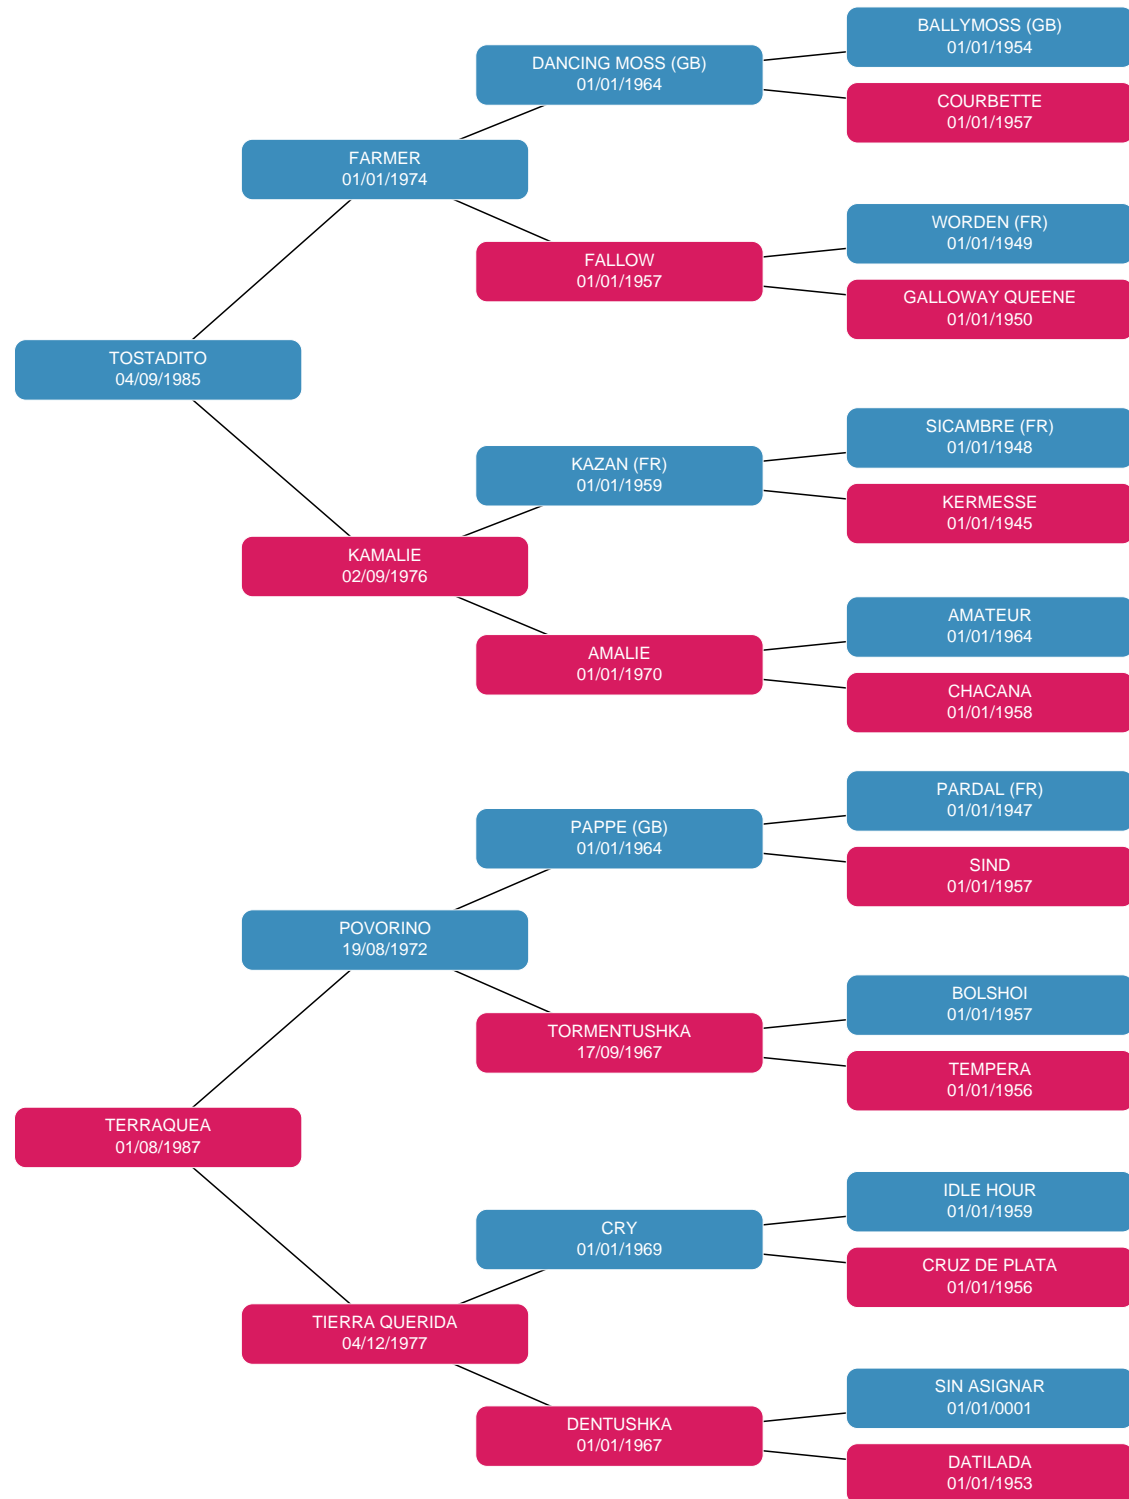 BALLYMOSS (GB)
01/01/1954
DANCING MOSS (GB)
01/01/1964
COURBETTE
01/01/1957
FARMER
01/01/1974
WORDEN (FR)
01/01/1949
FALLOW
01/01/1957
GALLOWAY QUEENE
01/01/1950
TOSTADITO
04/09/1985
SICAMBRE (FR)
01/01/1948
KAZAN (FR)
01/01/1959
KERMESSE
01/01/1945
KAMALIE
02/09/1976
AMATEUR
01/01/1964
AMALIE
01/01/1970
CHACANA
01/01/1958
PARDAL (FR)
01/01/1947
PAPPE (GB)
01/01/1964
SIND
01/01/1957
POVORINO
19/08/1972
BOLSHOI
01/01/1957
TORMENTUSHKA
17/09/1967
TEMPERA
01/01/1956
TERRAQUEA
01/08/1987
IDLE HOUR
01/01/1959
CRY
01/01/1969
CRUZ DE PLATA
01/01/1956
TIERRA QUERIDA
04/12/1977
SIN ASIGNAR
01/01/0001
DENTUSHKA
01/01/1967
DATILADA
01/01/1953